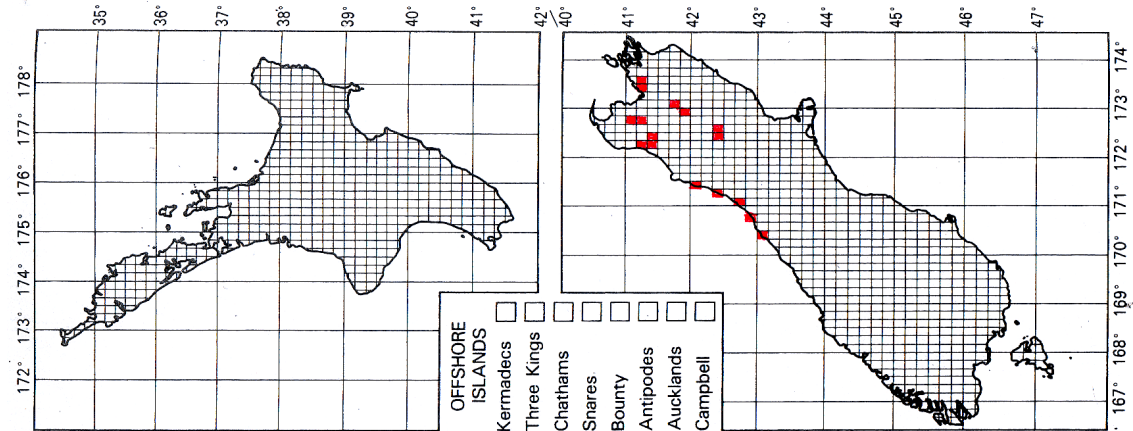 172° 173° 174° 175° 176° 177° 178°
35°
36°
37°
38°
39°
40°
41°
42°
OFFSHORE
ISLANDS
Kermadecs
Three Kings
Chathams
Snares
Bounty
Antipodes
Aucklands
Campbell
40°
41°
42°
43°
44°
45°
46°
47°
167° 168° 169° 170° 171° 172° 173° 174°